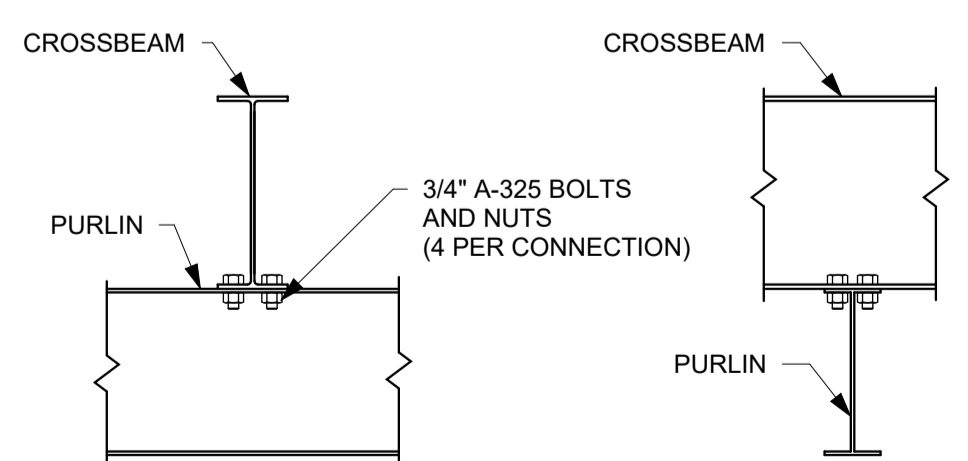 CROSSBEAM
PURLIN
3/4" A-325 BOLTS
AND NUTS
(4 PER CONNECTION)
CROSSBEAM
PURLIN